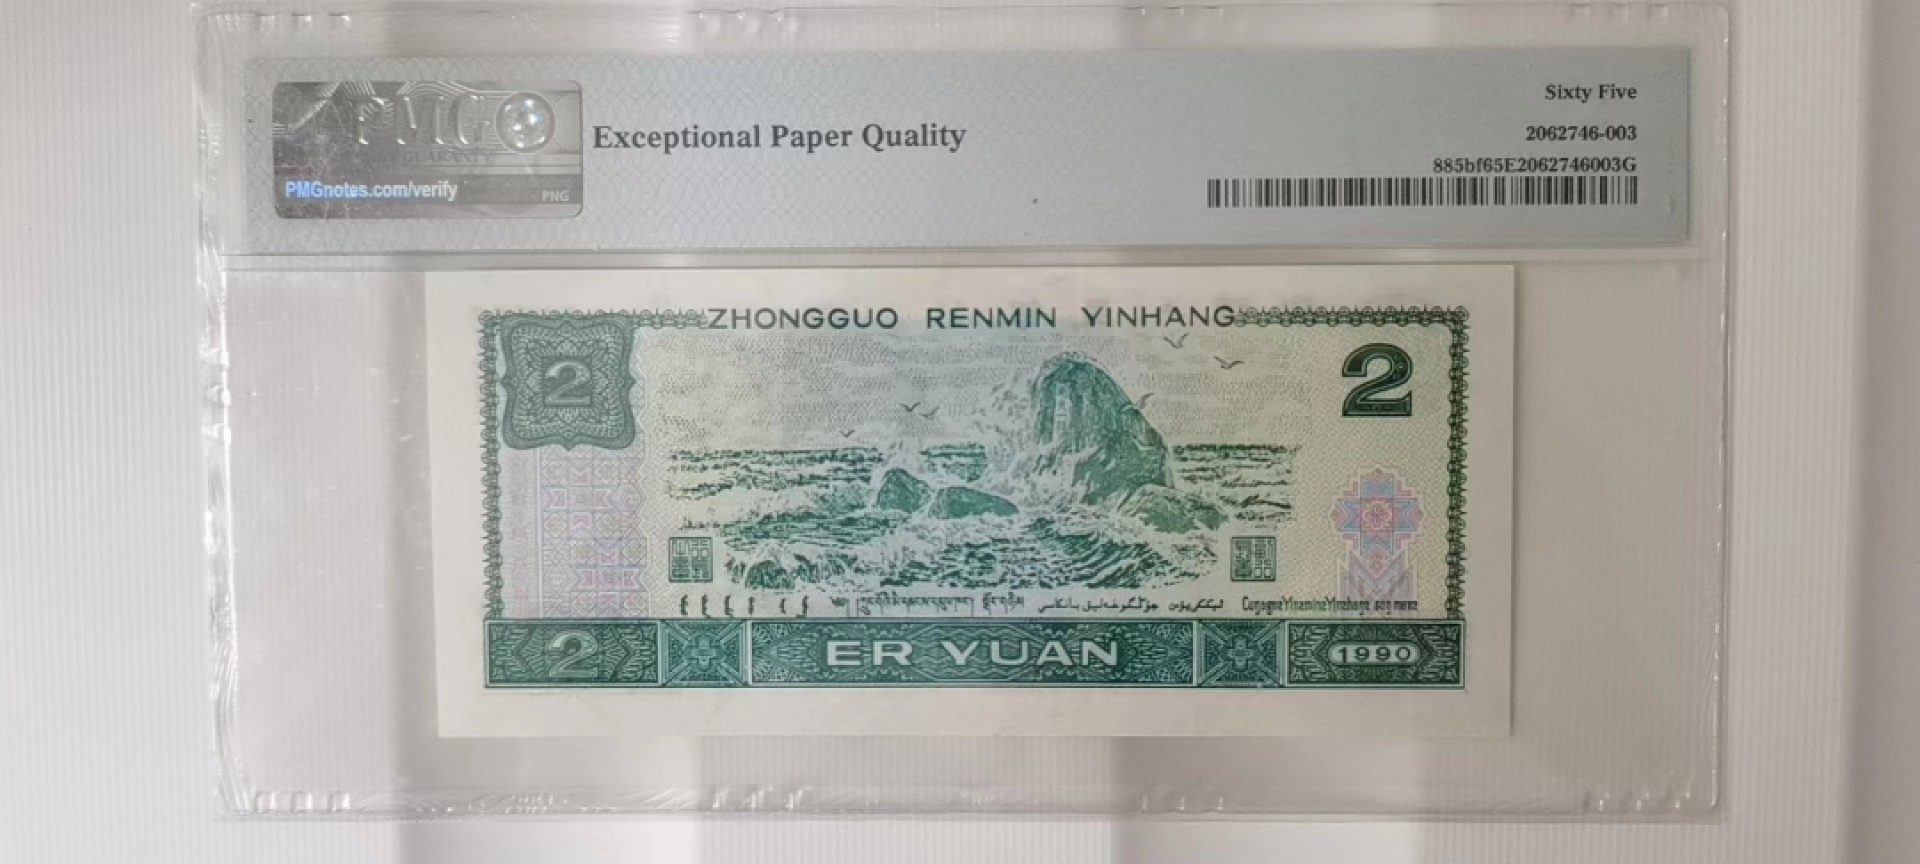 PMG
PMGnotes.com/verify
PNG
Exceptional Paper Quality
Sixty Five
2062746-003
885bf65E2062746003G
ZHONGGUO RENMIN YINHANG
2
2
2
ER YUAN
1990